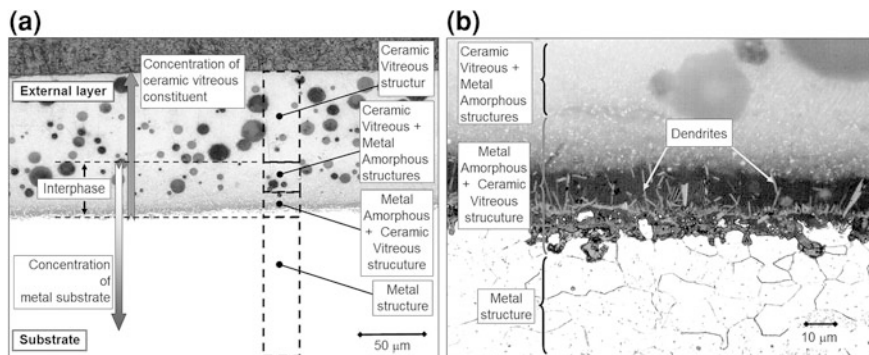 (a)
Ceramic
Vitreous
structur
Concentration of
ceramic vitreous
constituent
External layer
Ceramic
Vitreous +
Metal
Amorphous
structures
Interphase
Metal
Amorphous
+ Ceramic
Vitreous
strucuture
Concentration
of
metal substrate
Metal
structure
Substrate
50 µm
(b)
Ceramic
Vitreous +
Metal
Amorphous
structures
Dendrites
Metal
Amorphous
+ Ceramic
Vitreous
strucuture
Metal
structure
10 µm